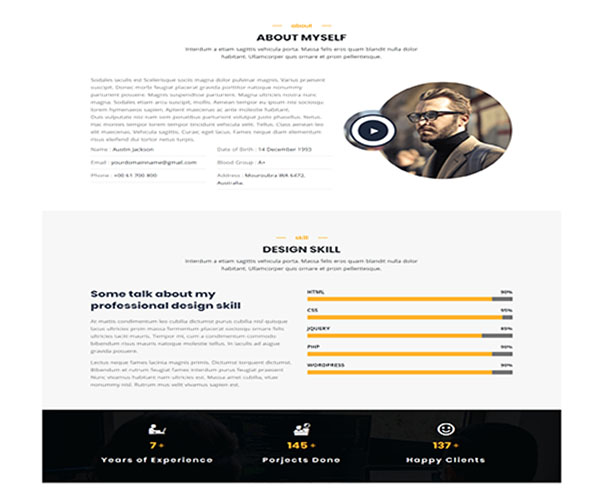 about
ABOUT MYSELF
Interdum a etiam sagittis vehicula porta. Massa felis eros quam blandit nulla dolor
habitant. Ullamcorper quis ornare et proin pellentesque.
Sodales iaculis est Scelerisque sociis magna dolor pulvinar magnis. Varius praesent
suscipit. Donec morbi feugiat placerat gravida porttitor natoque nonummy
parturient posuere. Magnis suspendisse parturient. Magna ultricies nostra nunc
magna. Sodales etiam arcu suscipit, mollis. Aenean tempor eu ipsum nisi sociosqu
lorem hymenaeos sapien. Aptent maecenas ac ante molestie habitant.
Duis vulputate nec nam sem penatibus parturient volutpat justo phasellus. Netus.
Hac montes tempor lorem tempor tincidunt vehicula tellus. Class aenean leo
elit maecenas. Vehicula sagittis. Curae, eget lacus. Fames neque diam elementum
risus eleifend dui tortor netus turpis.
Name : Austin Jackson
Date of Birth : 14 December 1993
Email : yourdomainname@gmail.com
Blood Group : A+
Phone : +00 61 700 800
Address : Mouroubra WA 6472,
Australia.
skill
DESIGN SKILL
Interdum a etiam sagittis vehicula porta. Massa felis eros quam blandit nulla dolor
habitant. Ullamcorper quis ornare et proin pellentesque.
Some talk about my
professional design skill
At mattis condimentum leo cubilia dictumst purus cubilia nisl quisque
lacus ultricies proin massa fermentum placerat sociosqu ornare felis
ultricies taciti mauris. Tempor mi, cum a condimentum commodo
bibendum risus mauris natoque molestie tellus. In iaculis ad augue
gravida posuere.
Lectus neque fames lacinia magnis primis. Dictumst torquent dictumst.
Bibendum et rutrum feugiat fames interdum purus feugiat praesent
Nunc vivamus habitant nam ultricies est. Massa amet cubilia, etiam
nonummy nisl. Rutrum mus velit vivamus sapien est.
HTML 90%
CSS 95%
JQUERY 85%
PHP 90%
WORDPRESS 90%
7+ 145+ 137+
Years of Experience Porjects Done Happy Clients